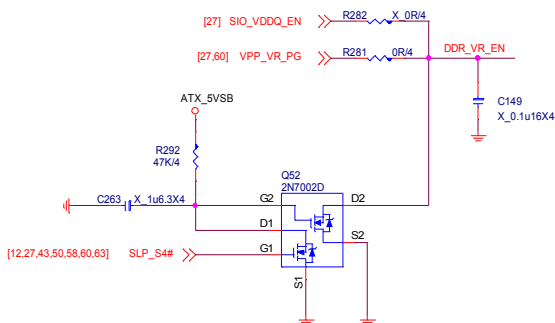 R282 X_0R/4
[27] SIO_VDDQ_EN
R281 0R/4
[27,60] VPP_VR_PG
DDR_VR_EN
ATX_5VSB
C149
X_0.1u16X4
R292
47K/4
Q52
2N7002D
C263 X_1u6.3X4
G2 D2
D1
S2
[12,27,43,50,58,60,63] SLP_S4# G1
S1